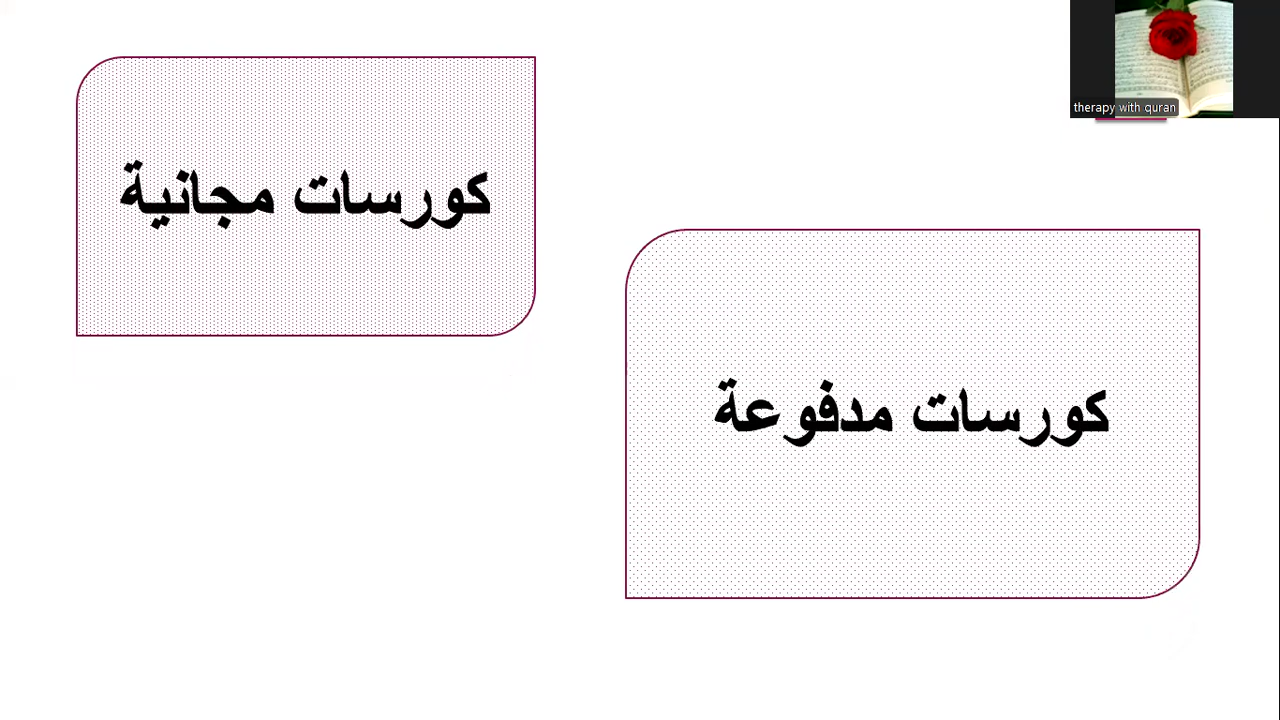 therapy with quran
كورسات مجانية
كورسات مدفوعة